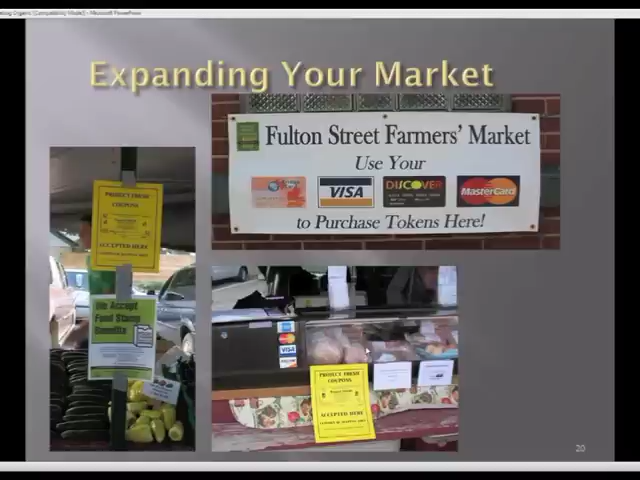 Expanding Your Market
Fulton Street Farmers' Market
Use Your
VISA
DISCOVER
MasterCard
to Purchase Tokens Here!
PROJECT FRESH
COUPONS
ACCEPTED HERE
We Accept
Food Stamp
Benefits
VISA
PROJECT FRESH
COUPONS
ACCEPTED HERE
20